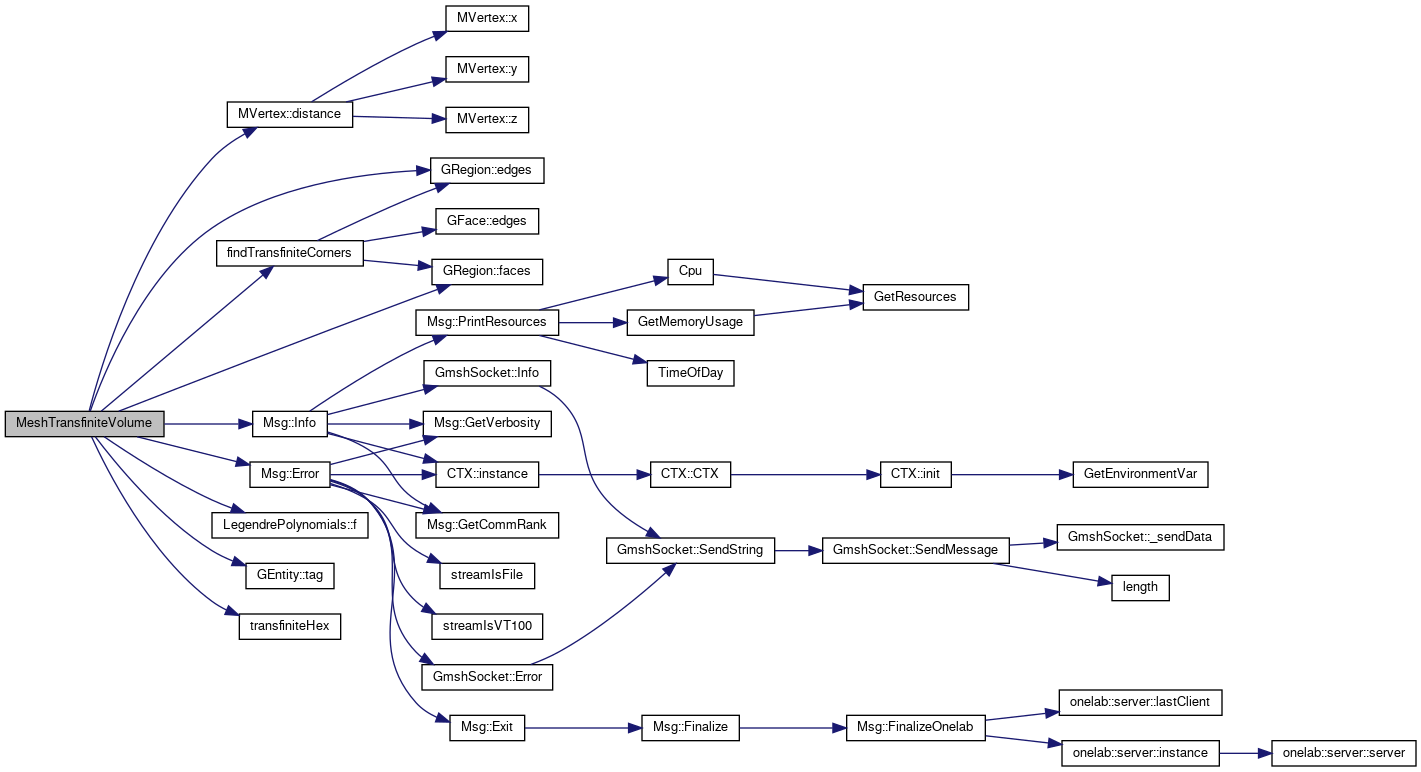 MVertex::x
MVertex::y
MVertex::distance
MVertex::z
GRegion::edges
GFace::edges
findTransfiniteCorners
GRegion::faces
Cpu
GetResources
Msg::PrintResources
GetMemoryUsage
GmshSocket::Info
TimeOfDay
MeshTransfiniteVolume
Msg::Info
Msg::GetVerbosity
Msg::Error
CTX::instance
CTX::CTX
CTX::init
GetEnvironmentVar
LegendrePolynomials::f
Msg::GetCommRank
GmshSocket::_sendData
GmshSocket::SendString
GmshSocket::SendMessage
GEntity::tag
streamIsFile
length
transfiniteHex
streamIsVT100
GmshSocket::Error
onelab::server::lastClient
Msg::Exit
Msg::Finalize
Msg::FinalizeOnelab
onelab::server::instance
onelab::server::server